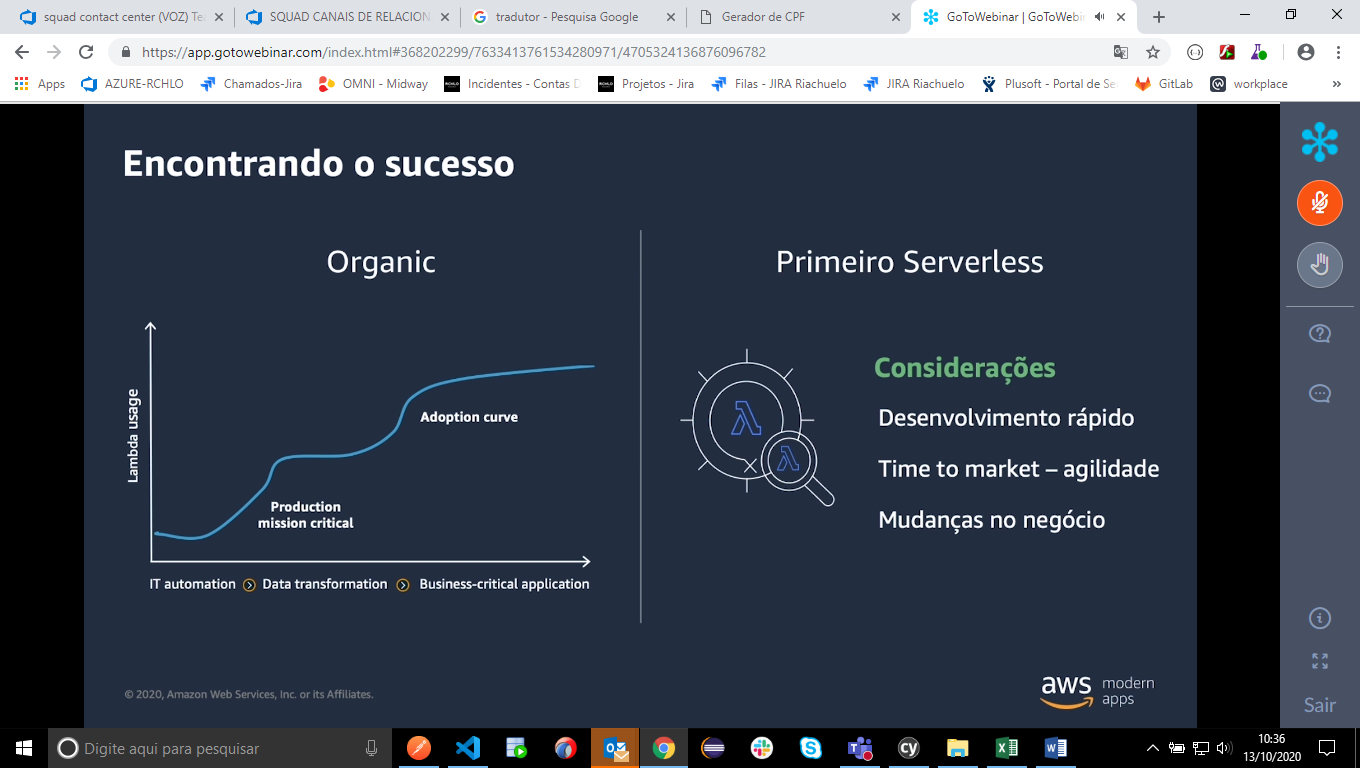 squad contact center (VOZ) Te
SQUAD CANAIS DE RELACION
tradutor - Pesquisa Google
Gerador de CPF
GoToWebinar | GoToWebin
https://app.gotowebinar.com/index.html#368202299/7633413761534280971/4705324136876096782
Apps
AZURE-RCHLO
Chamados-Jira
OMNI - Midway
Incidentes - Contas D
Projetos - Jira
Filas - JIRA Riachuelo
JIRA Riachuelo
Plusoft - Portal de Se
GitLab
workplace
Encontrando o sucesso
Organic
Lambda usage
Adoption curve
Production
mission critical
IT automation
Data transformation
Business-critical application
Primeiro Serverless
Considerações
Desenvolvimento rápido
Time to market – agilidade
Mudanças no negócio
© 2020, Amazon Web Services, Inc. or its Affiliates.
aws modern
apps
Sair
Digite aqui para pesquisar
10:36
13/10/2020